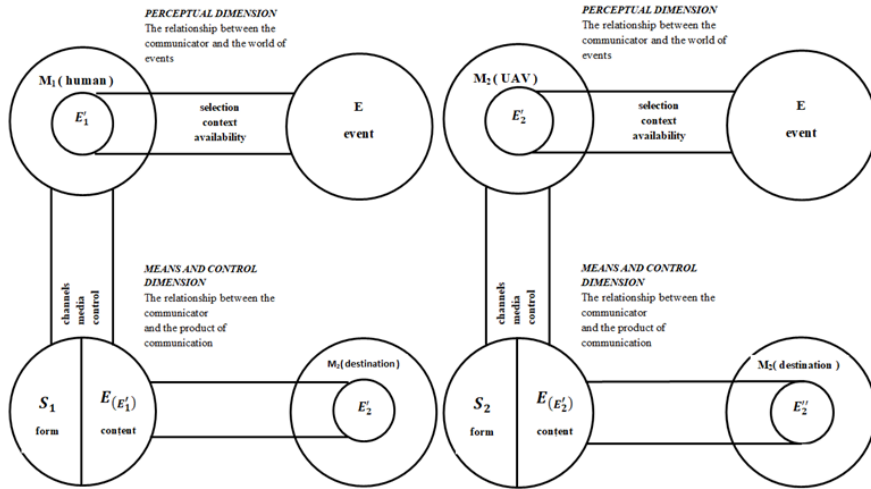 PERCEPTUAL DIMENSION
The relationship between the
communicator and the world of
events
M₁( human)
E′₁
selection
context
availability
E
event
channels
media
control
MEANS AND CONTROL
DIMENSION
The relationship between the
communicator
and the product of
communication
S₁
form
E(E′₁)
content
M₂(destination)
E′₂
PERCEPTUAL DIMENSION
The relationship between the
communicator and the world of
events
M₂( UAV)
E′₂
selection
context
availability
E
event
channels
media
control
MEANS AND CONTROL
DIMENSION
The relationship between the
communicator
and the product of
communication
S₂
form
E(E′₂)
content
M₂(destination)
E′′₂